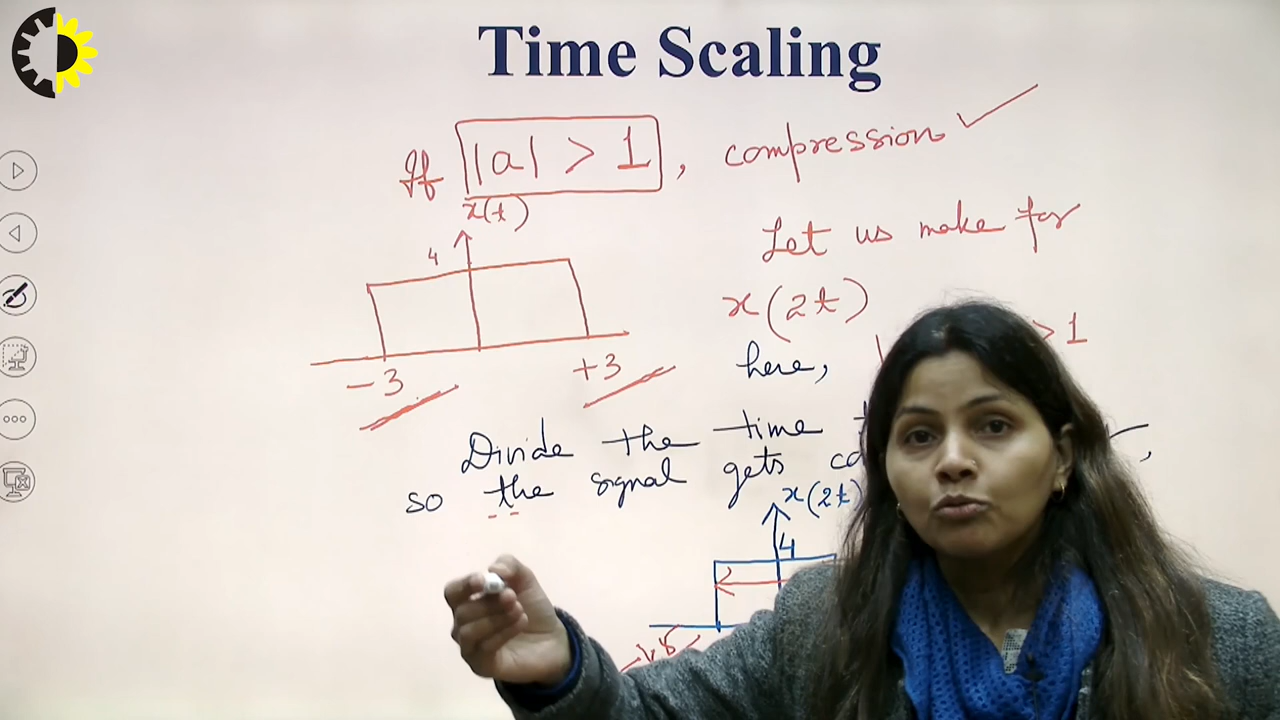 Time Scaling
If |a| > 1, compression
x(t)
4
Let us make for
x(2t)
-3
+3
here, > 1
Divide the time
so the signal gets
x(2t)
4